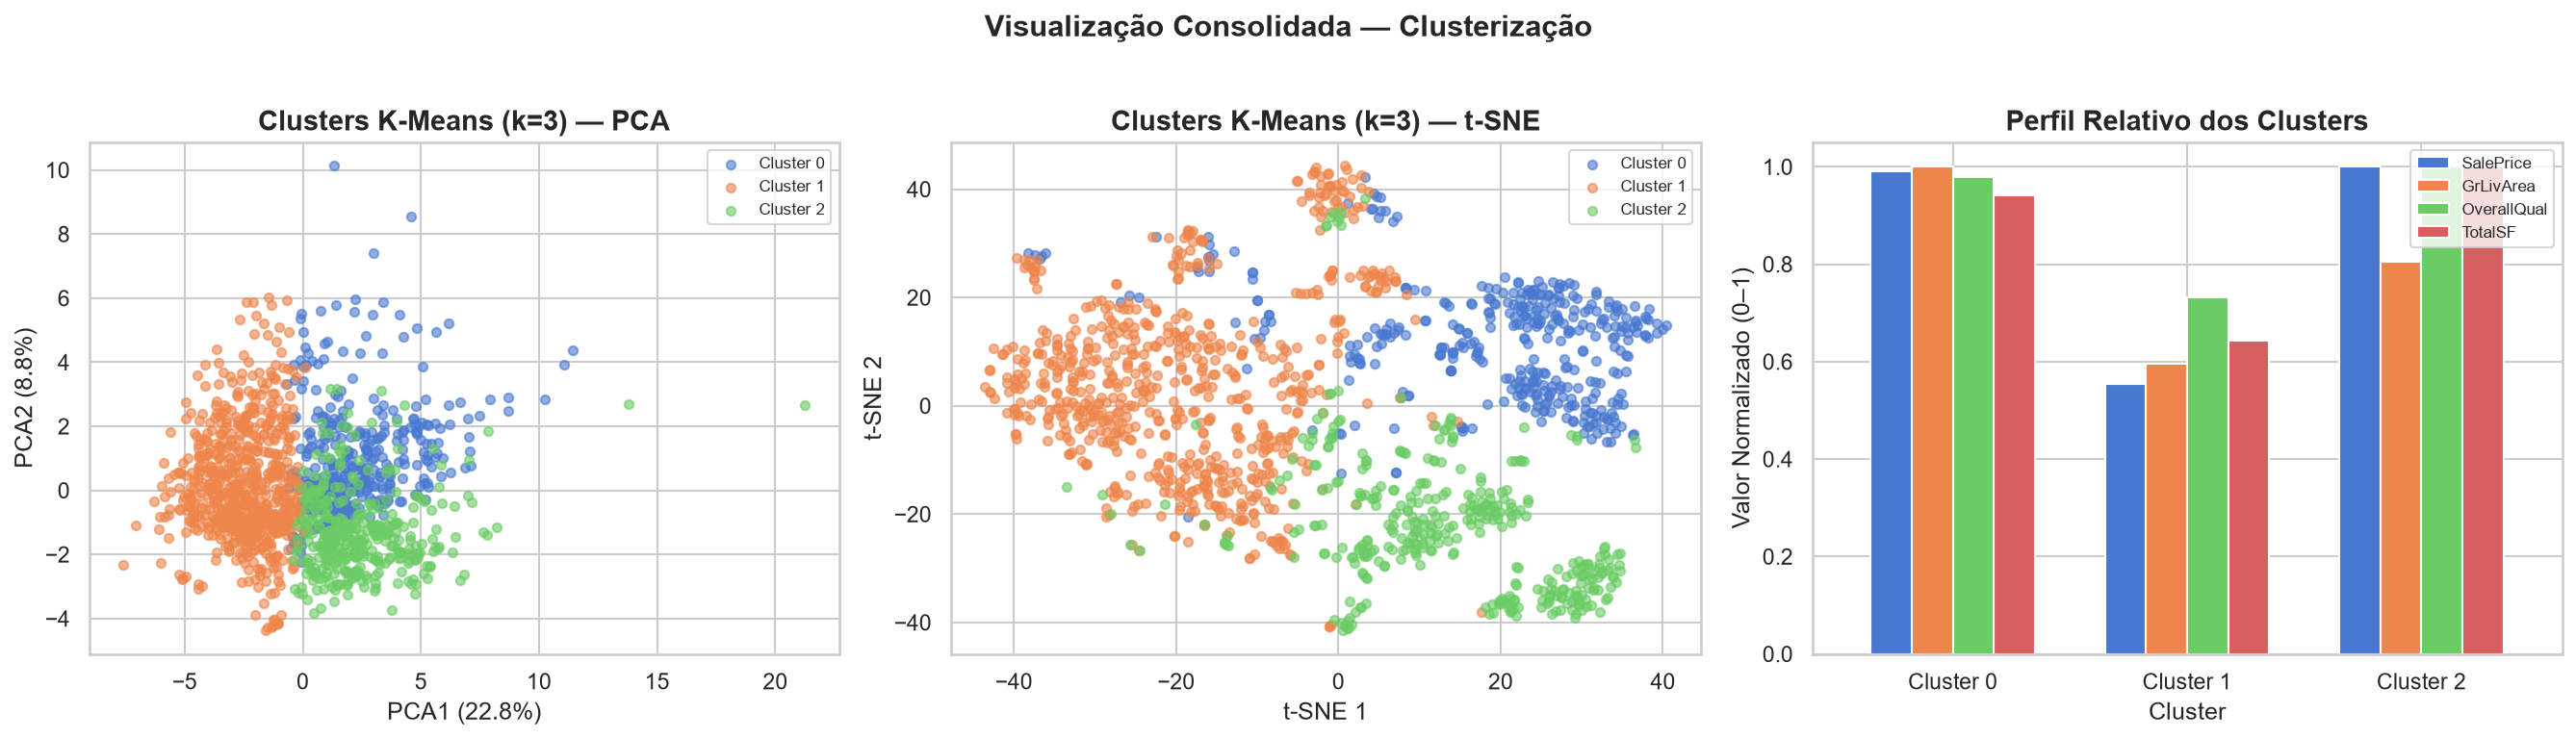 Visualização Consolidada — Clusterização
Clusters K-Means (k=3) — PCA
10
8
6
4
2
0
−2
−4
PCA2 (8.8%)
−5
0
5
10
15
20
PCA1 (22.8%)
Cluster 0
Cluster 1
Cluster 2
Clusters K-Means (k=3) — t-SNE
40
20
0
−20
−40
t-SNE 2
−40
−20
0
20
40
t-SNE 1
Cluster 0
Cluster 1
Cluster 2
Perfil Relativo dos Clusters
1.0
0.8
0.6
0.4
0.2
0.0
Valor Normalizado (0–1)
Cluster 0
Cluster 1
Cluster 2
Cluster
SalePrice
GrLivArea
OverallQual
TotalSF